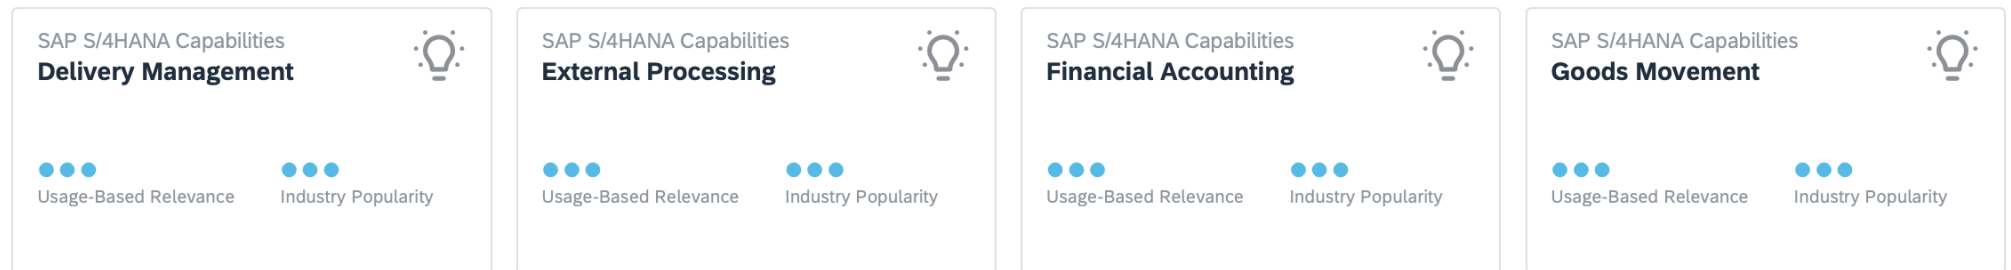 SAP S/4HANA Capabilities
Delivery Management
Usage-Based Relevance
Industry Popularity
SAP S/4HANA Capabilities
External Processing
Usage-Based Relevance
Industry Popularity
SAP S/4HANA Capabilities
Financial Accounting
Usage-Based Relevance
Industry Popularity
SAP S/4HANA Capabilities
Goods Movement
Usage-Based Relevance
Industry Popularity